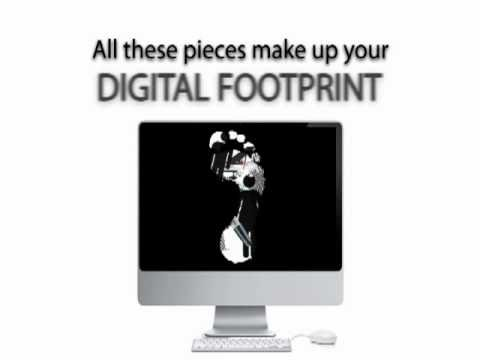 All these pieces make up your
DIGITAL FOOTPRINT